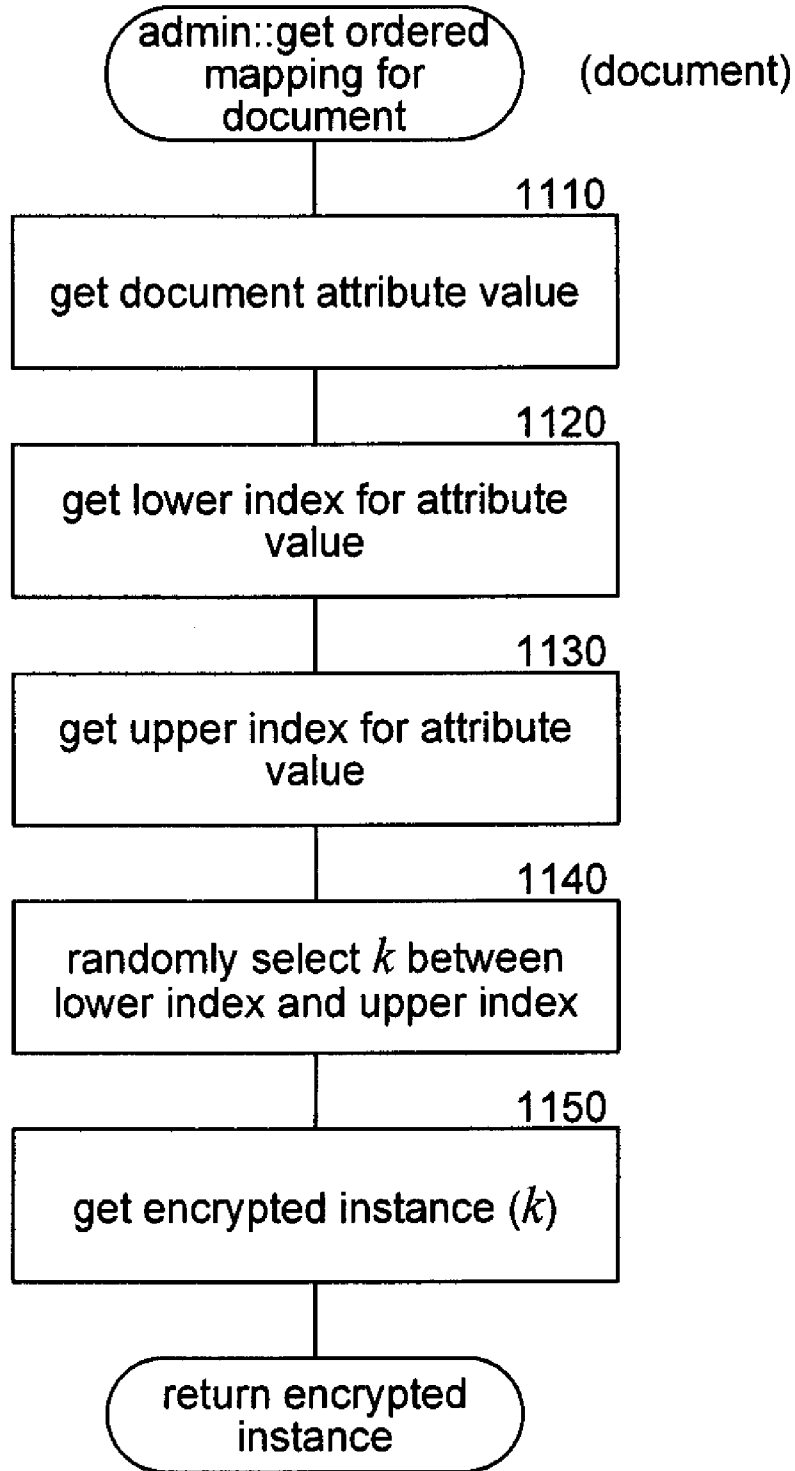 admin::get ordered
mapping for
document
(document)
1110
get document attribute value
1120
get lower index for attribute
value
1130
get upper index for attribute
value
1140
randomly select k between
lower index and upper index
1150
get encrypted instance (k)
return encrypted
instance